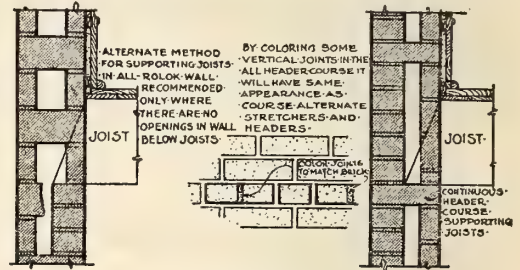 ALTERNATE METHOD
FOR SUPPORTING JOISTS
IN·ALL-ROLOK·WALL·
RECOMMENDED·
ONLY·WHERE
THERE·ARE·NO
OPENINGS IN WALL
BELOW JOISTS·
JOIST
BY·COLORING SOME
VERTICAL·JOINTS IN·THE
ALL HEADER COURSE IT
WILL HAVE SAME·
APPEARANCE·AS·
COURSE·ALTERNATE
·STRETCHERS·AND·
HEADERS·
COLOR·JOINTS
TO MATCH BRICK
JOIST·
CONTINUOUS·
HEADER·
COURSE·
SUPPORTING
JOISTS·